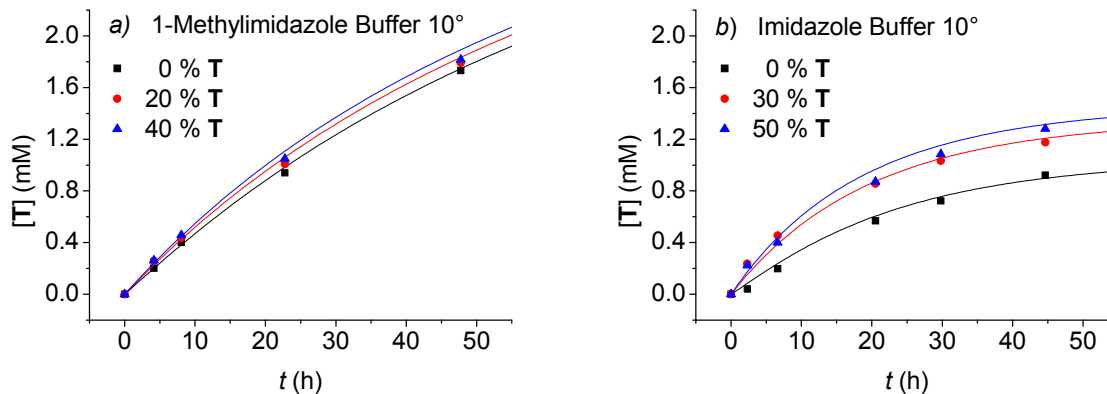 a) 1-Methylimidazole Buffer 10°
0 % T
20 % T
40 % T
2.0
1.6
1.2
0.8
0.4
0.0
[T] (mM)
0 10 20 30 40 50
t (h)
b) Imidazole Buffer 10°
0 % T
30 % T
50 % T
2.0
1.6
1.2
0.8
0.4
0.0
[T] (mM)
0 10 20 30 40 50
t (h)